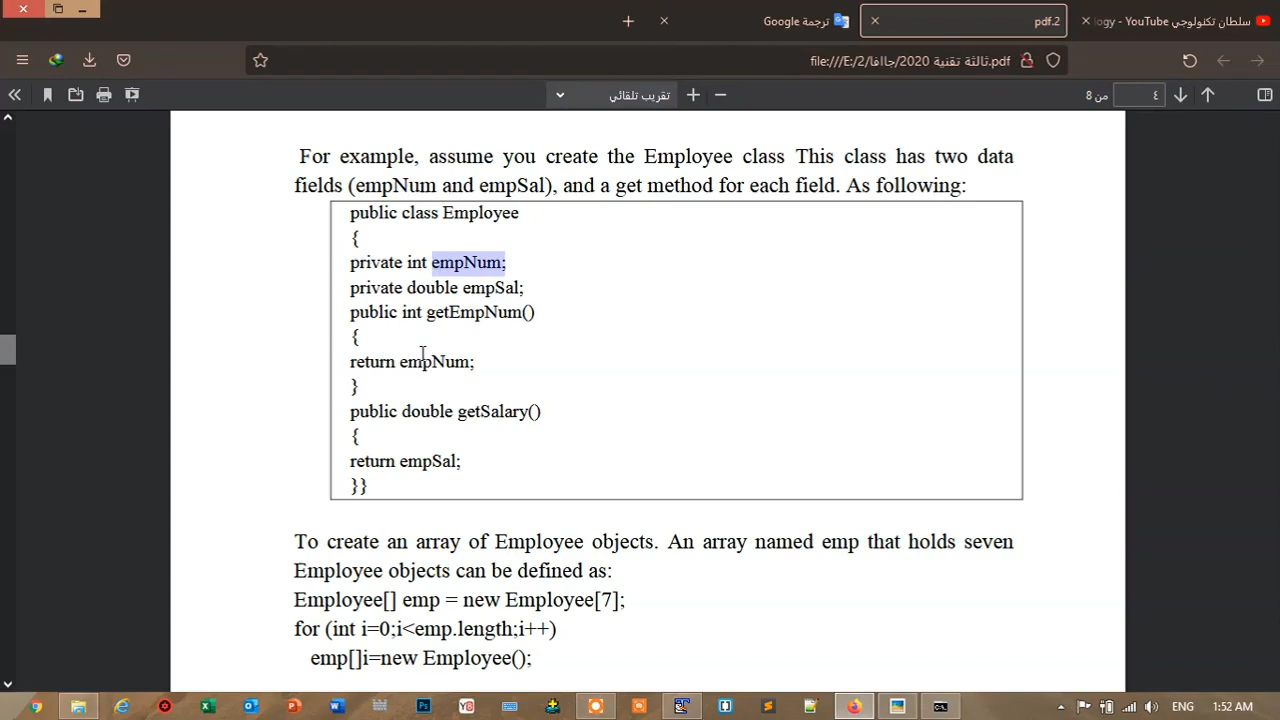 ترجمة Google
pdf.2
سلطان تكنولوجي logy - YouTube
file:///E:/2/جاافا/2020 ثالثة تقنية.pdf
تقريب تلقائي
من 8
٤
For example, assume you create the Employee class This class has two data
fields (empNum and empSal), and a get method for each field. As following:
public class Employee
{
private int empNum;
private double empSal;
public int getEmpNum()
{
return empNum;
}
public double getSalary()
{
return empSal;
}}
To create an array of Employee objects. An array named emp that holds seven
Employee objects can be defined as:
Employee[] emp = new Employee[7];
for (int i=0;i<emp.length;i++)
emp[]i=new Employee();
ENG
1:52 AM